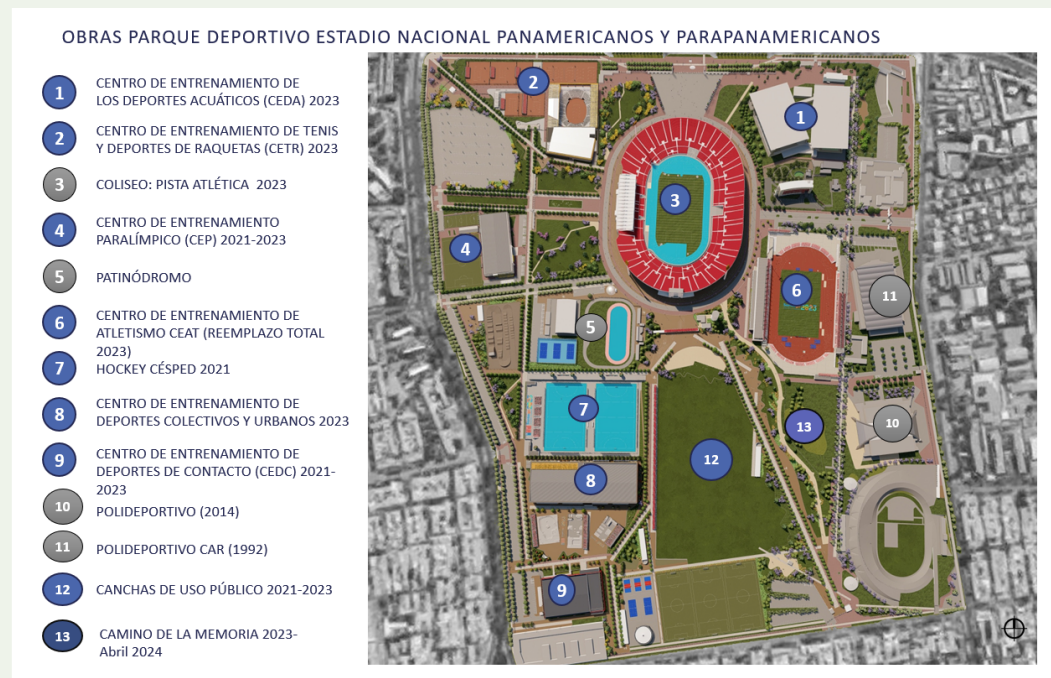 OBRAS PARQUE DEPORTIVO ESTADIO NACIONAL PANAMERICANOS Y PARAPANAMERICANOS
1
CENTRO DE ENTRENAMIENTO DE
LOS DEPORTES ACUÁTICOS (CEDA) 2023
2
CENTRO DE ENTRENAMIENTO DE TENIS
Y DEPORTES DE RAQUETAS (CETR) 2023
3
COLISEO: PISTA ATLÉTICA 2023
4
CENTRO DE ENTRENAMIENTO
PARALÍMPICO (CEP) 2021-2023
5
PATINÓDROMO
6
CENTRO DE ENTRENAMIENTO DE
ATLETISMO CEAT (REEMPLAZO TOTAL
2023)
7
HOCKEY CÉSPED 2021
8
CENTRO DE ENTRENAMIENTO DE
DEPORTES COLECTIVOS Y URBANOS 2023
9
CENTRO DE ENTRENAMIENTO DE
DEPORTES DE CONTACTO (CEDC) 2021-
2023
10
POLIDEPORTIVO (2014)
11
POLIDEPORTIVO CAR (1992)
12
CANCHAS DE USO PÚBLICO 2021-2023
13
CAMINO DE LA MEMORIA 2023-
Abril 2024
2
1
3
4
6
11
5
7
13
10
12
8
9